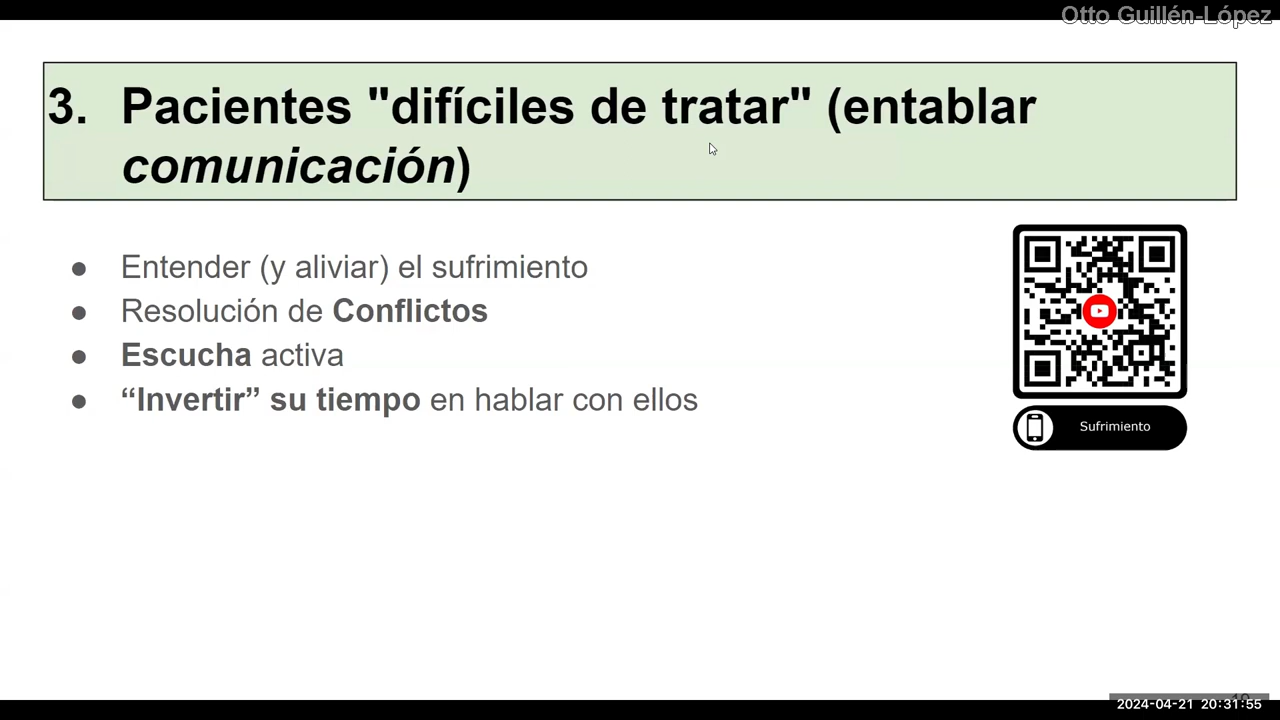 Otto Guillén-López
3. Pacientes "difíciles de tratar" (entablar
comunicación)
● Entender (y aliviar) el sufrimiento
● Resolución de Conflictos
● Escucha activa
● “Invertir” su tiempo en hablar con ellos
Sufrimiento
2024-04-21 20:31:55